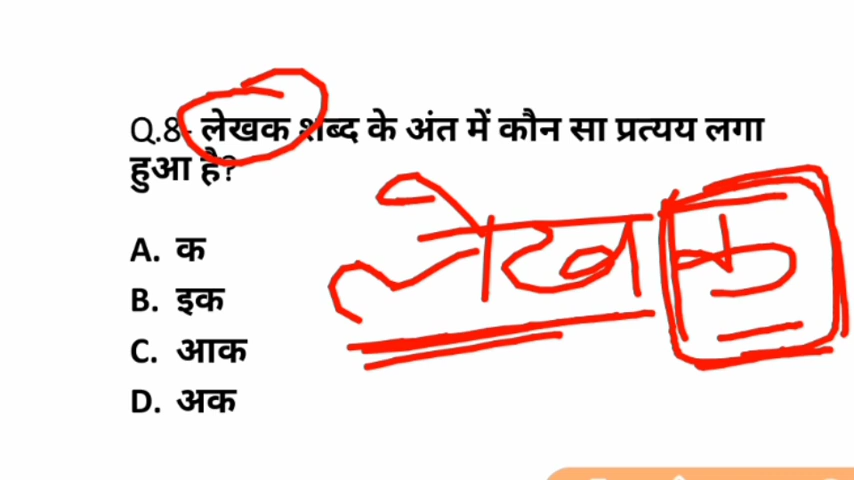 Q.8- लेखक शब्द के अंत में कौन सा प्रत्यय लगा
हुआ है?
लेखक
A. क
B. इक
C. आक
D. अक